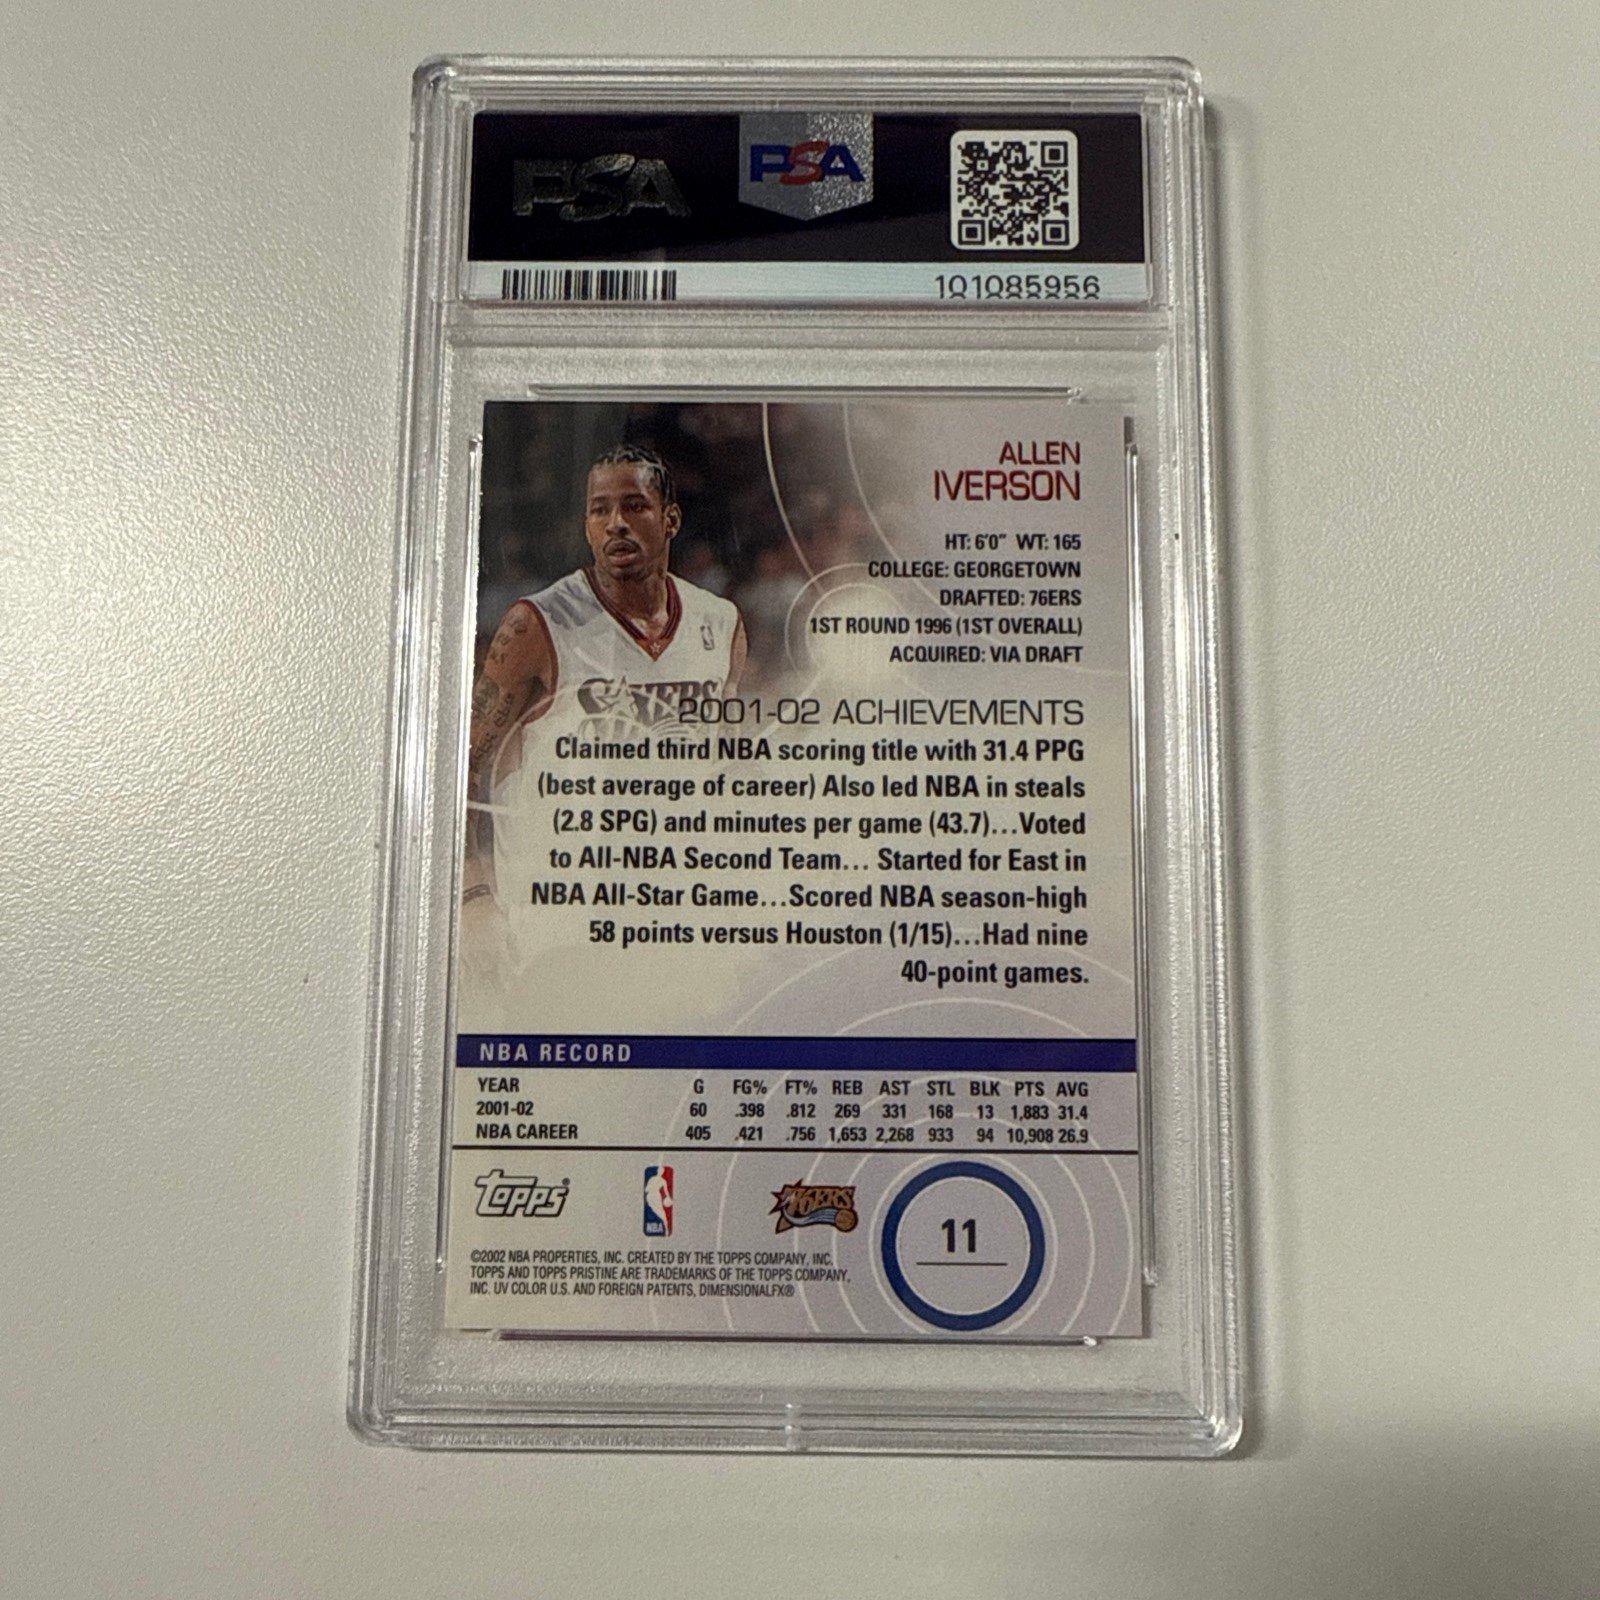 PSA
PSA
101085956
ALLEN
IVERSON
HT: 6'0" WT: 165
COLLEGE: GEORGETOWN
DRAFTED: 76ERS
1ST ROUND 1996 (1ST OVERALL)
ACQUIRED: VIA DRAFT
2001-02 ACHIEVEMENTS
Claimed third NBA scoring title with 31.4 PPG
(best average of career) Also led NBA in steals
(2.8 SPG) and minutes per game (43.7)...Voted
to All-NBA Second Team... Started for East in
NBA All-Star Game...Scored NBA season-high
58 points versus Houston (1/15)...Had nine
40-point games.
NBA RECORD
YEAR G FG% FT% REB AST STL BLK PTS AVG
2001-02 60 .398 .812 269 331 168 13 1,883 31.4
NBA CAREER 405 .421 .756 1,653 2,268 933 94 10,908 26.9
Topps®
NBA
76ERS
11
©2002 NBA PROPERTIES, INC. CREATED BY THE TOPPS COMPANY, INC.
TOPPS AND TOPPS PRISTINE ARE TRADEMARKS OF THE TOPPS COMPANY,
INC. UV COLOR U.S. AND FOREIGN PATENTS, DIMENSIONALFX®